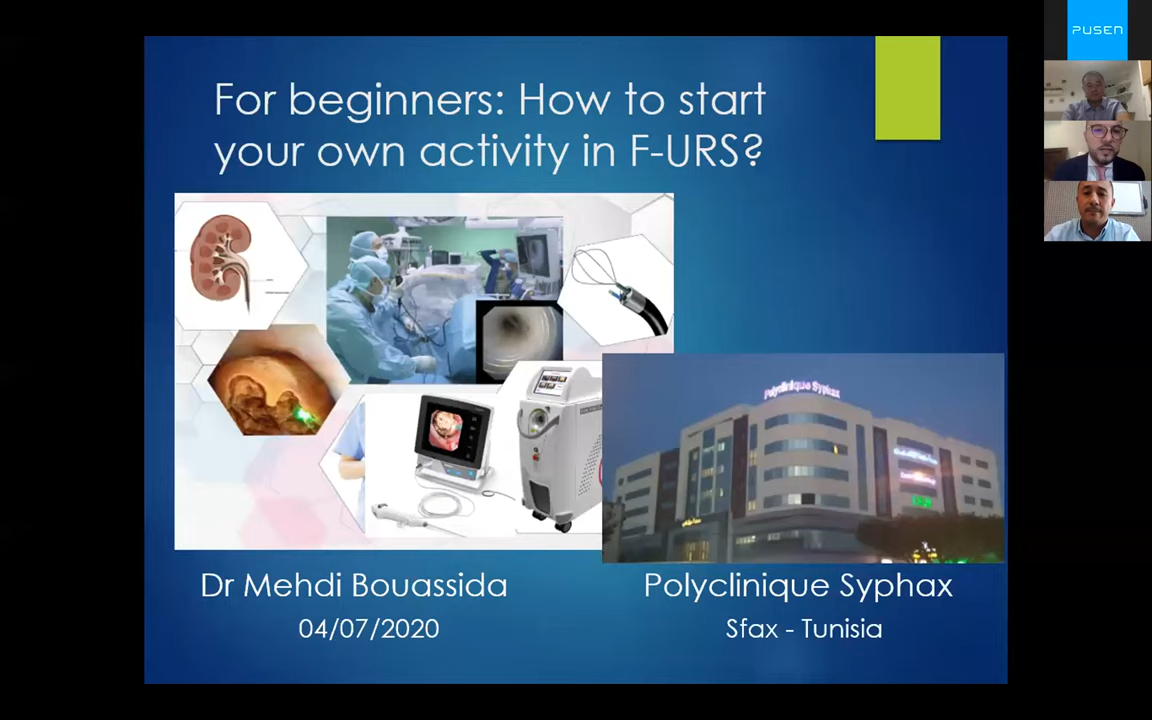 For beginners: How to start
your own activity in F-URS?
PUSEN
Polyclinique Syphax
Dr Mehdi Bouassida
04/07/2020
Polyclinique Syphax
Sfax - Tunisia